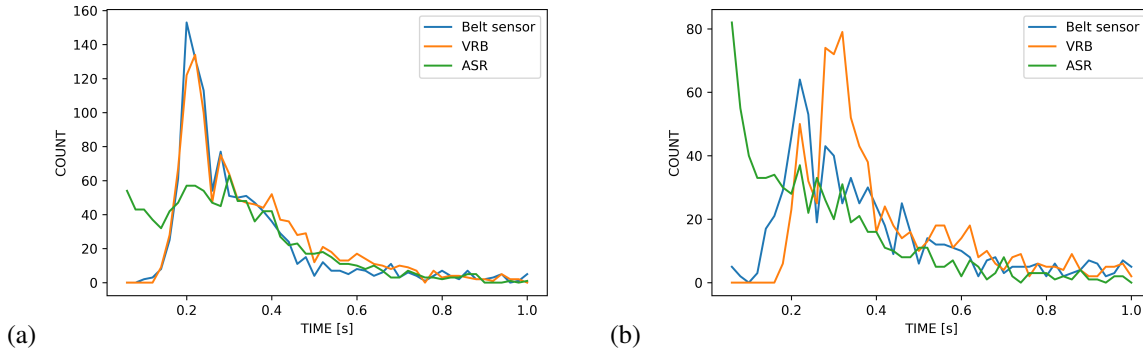 (a)
160
140
120
100
80
60
40
20
0
COUNT
0.2 0.4 0.6 0.8 1.0
TIME [s]
Belt sensor
VRB
ASR
(b)
80
60
40
20
0
COUNT
0.2 0.4 0.6 0.8 1.0
TIME [s]
Belt sensor
VRB
ASR